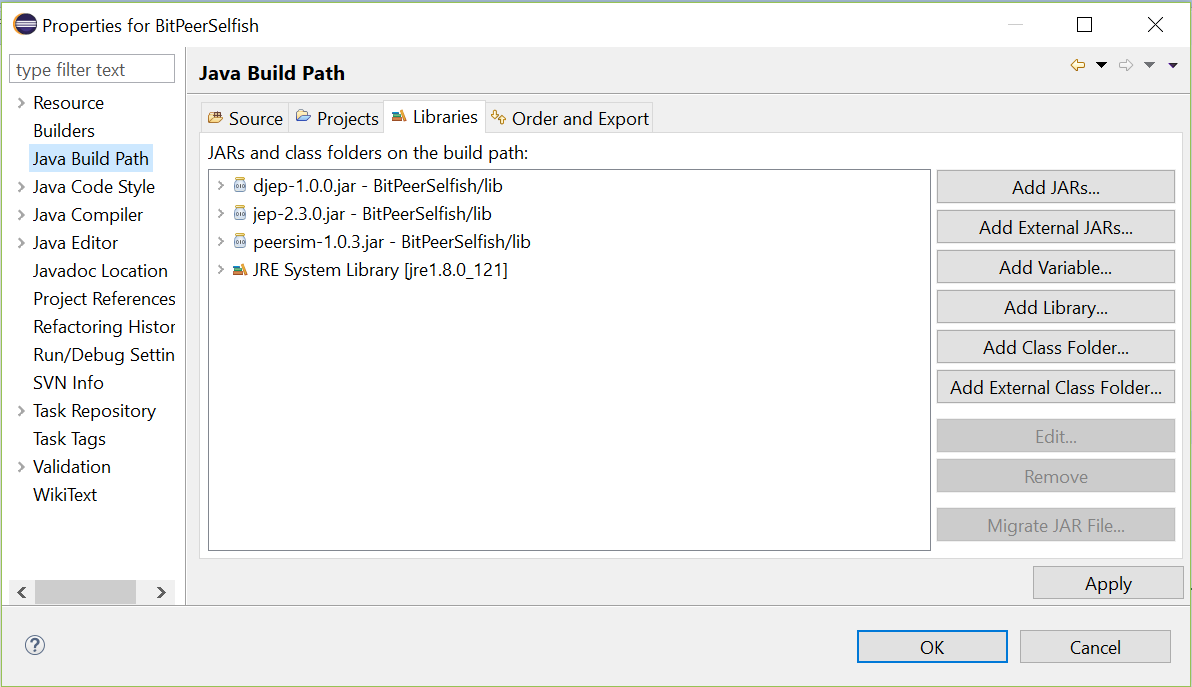 Properties for BitPeerSelfish
type filter text
Resource
Builders
Java Build Path
Java Code Style
Java Compiler
Java Editor
Javadoc Location
Project References
Refactoring Histor
Run/Debug Settin
SVN Info
Task Repository
Task Tags
Validation
WikiText
Java Build Path
Source Projects Libraries Order and Export
JARs and class folders on the build path:
djep-1.0.0.jar - BitPeerSelfish/lib
jep-2.3.0.jar - BitPeerSelfish/lib
peersim-1.0.3.jar - BitPeerSelfish/lib
JRE System Library [jre1.8.0_121]
Add JARs...
Add External JARs...
Add Variable...
Add Library...
Add Class Folder...
Add External Class Folder...
Edit...
Remove
Migrate JAR File...
Apply
OK Cancel